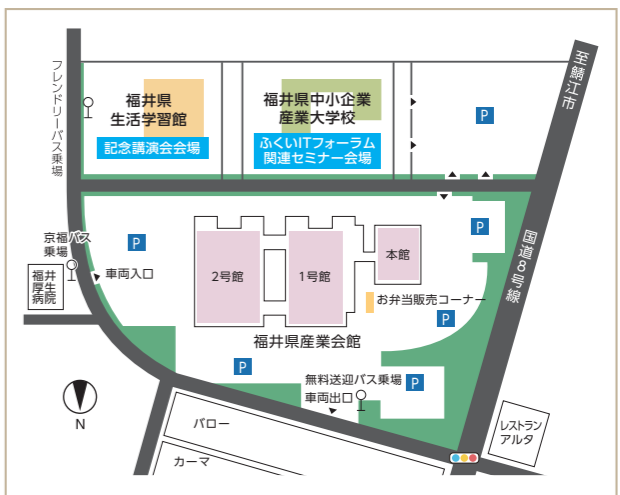 至鯖江市
フレンドリーバス乗場
福井県
生活学習館
記念講演会会場
福井県中小企業
産業大学校
ふくいITフォーラム
関連セミナー会場
P
P
国道8号線
京福バス
乗場
P
車両入口
福井
厚生
病院
2号館
1号館
本館
お弁当販売コーナー
P
福井県産業会館
P
無料送迎バス乗場
P
車両出口
N
バロー
カーマ
レストラン
アルタ